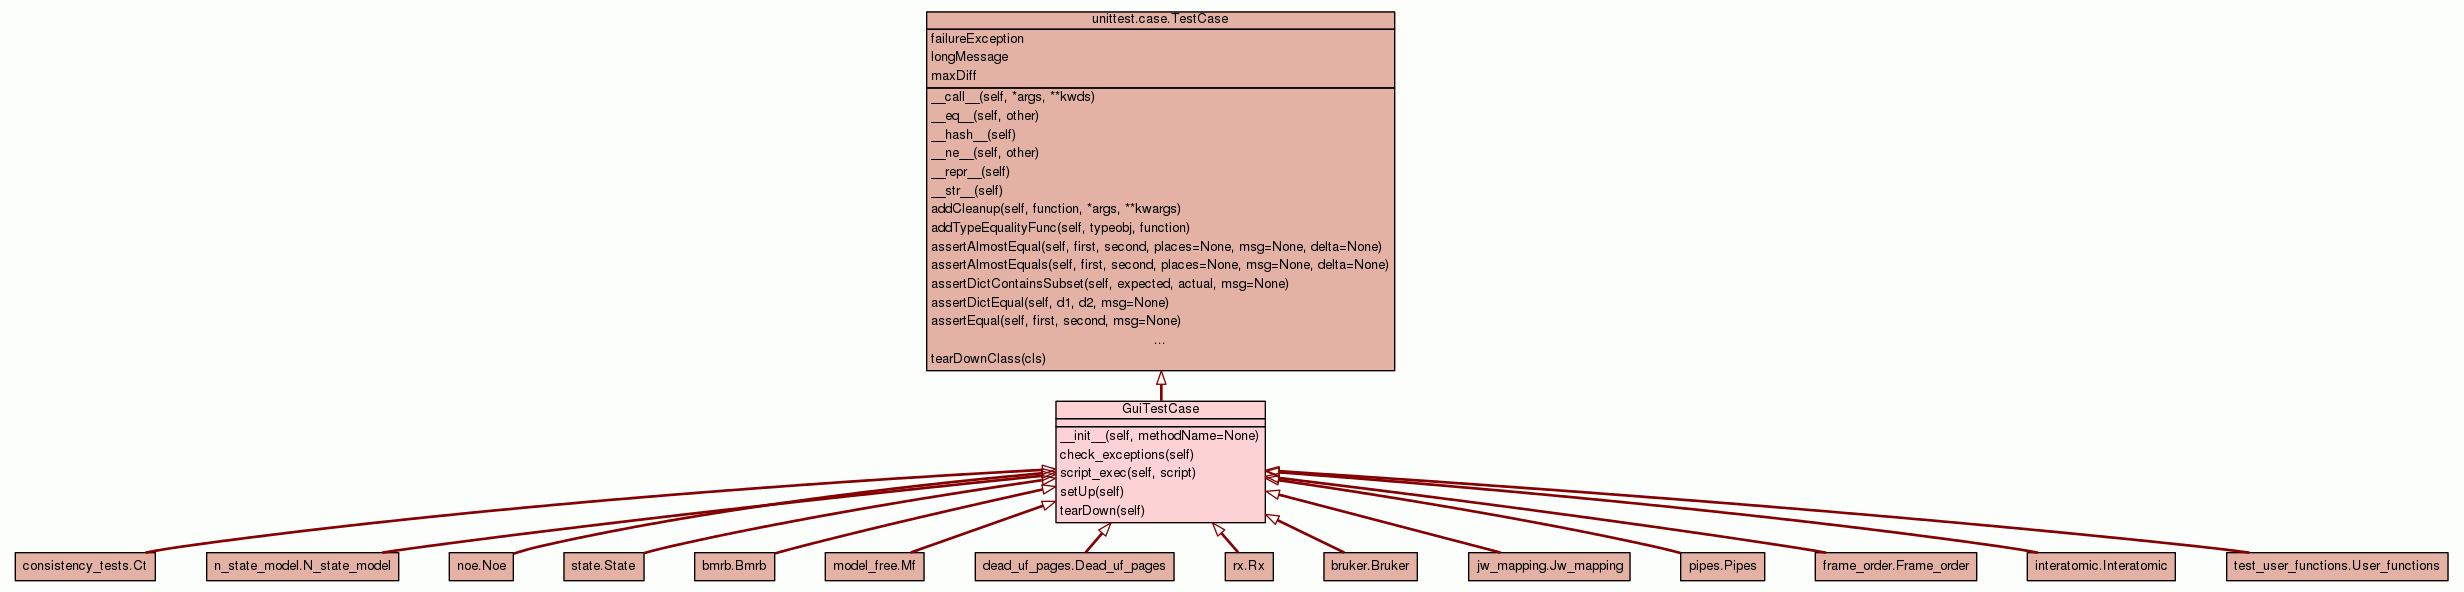 unittest.case.TestCase
failureException
longMessage
maxDiff
__call__(self, *args, **kwds)
__eq__(self, other)
__hash__(self)
__ne__(self, other)
__repr__(self)
__str__(self)
addCleanup(self, function, *args, **kwargs)
addTypeEqualityFunc(self, typeobj, function)
assertAlmostEqual(self, first, second, places=None, msg=None, delta=None)
assertAlmostEquals(self, first, second, places=None, msg=None, delta=None)
assertDictContainsSubset(self, expected, actual, msg=None)
assertDictEqual(self, d1, d2, msg=None)
assertEqual(self, first, second, msg=None)
...
tearDownClass(cls)
GuiTestCase
__init__(self, methodName=None)
check_exceptions(self)
script_exec(self, script)
setUp(self)
tearDown(self)
consistency_tests.Ct
n_state_model.N_state_model
noe.Noe
state.State
bmrb.Bmrb
model_free.Mf
dead_uf_pages.Dead_uf_pages
rx.Rx
bruker.Bruker
jw_mapping.Jw_mapping
pipes.Pipes
frame_order.Frame_order
interatomic.Interatomic
test_user_functions.User_functions